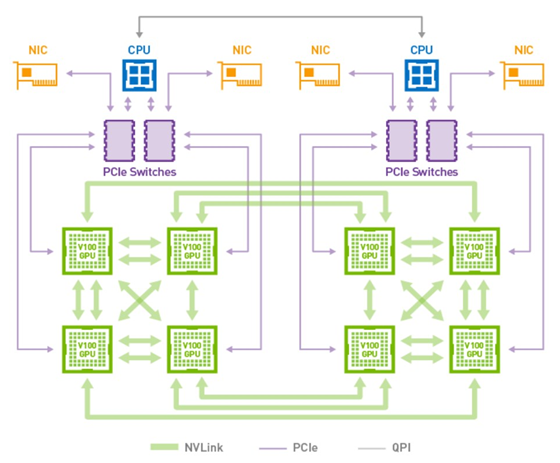 NIC
CPU
NIC
NIC
CPU
NIC
PCIe Switches
PCIe Switches
V100
GPU
V100
GPU
V100
GPU
V100
GPU
V100
GPU
V100
GPU
V100
GPU
V100
GPU
NVLink
PCIe
QPI